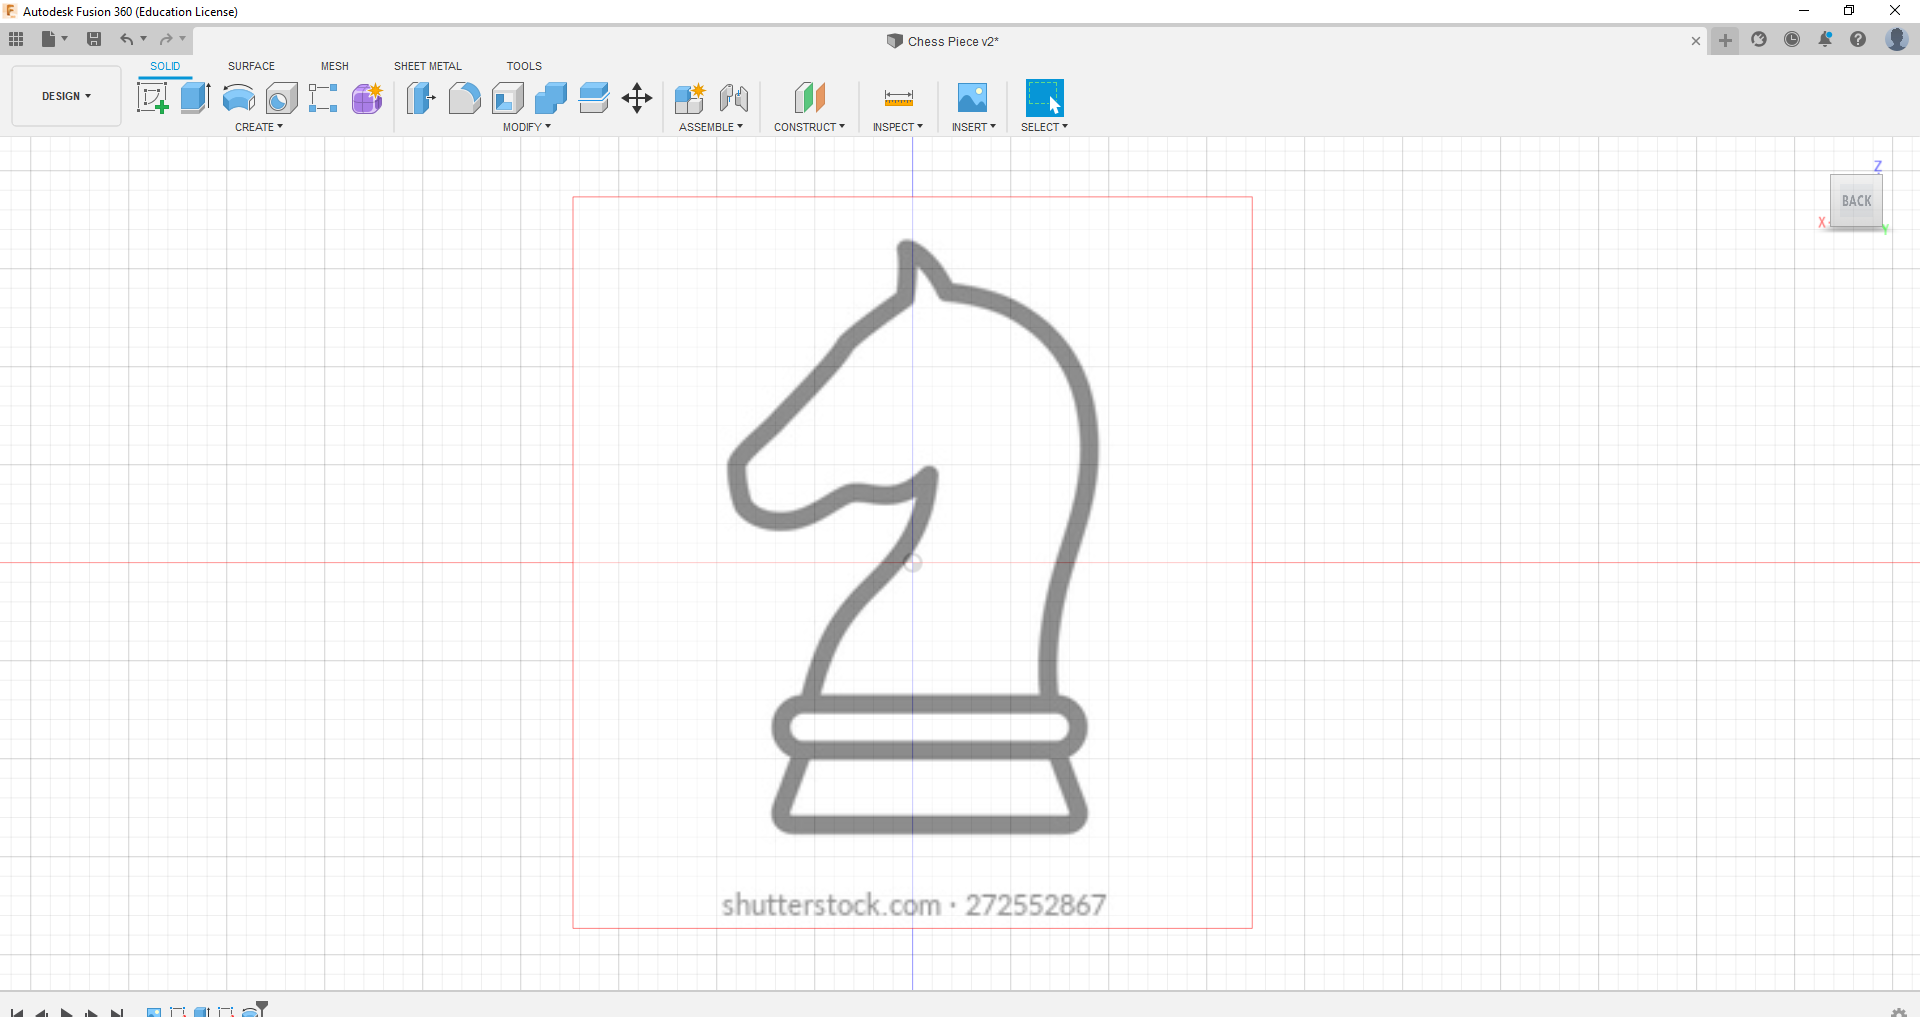 Autodesk Fusion 360 (Education License)
Chess Piece v2*
SOLID SURFACE MESH SHEET METAL TOOLS
DESIGN
CREATE MODIFY ASSEMBLE CONSTRUCT INSPECT INSERT SELECT
Z
BACK
X
Y
shutterstock.com · 272552867